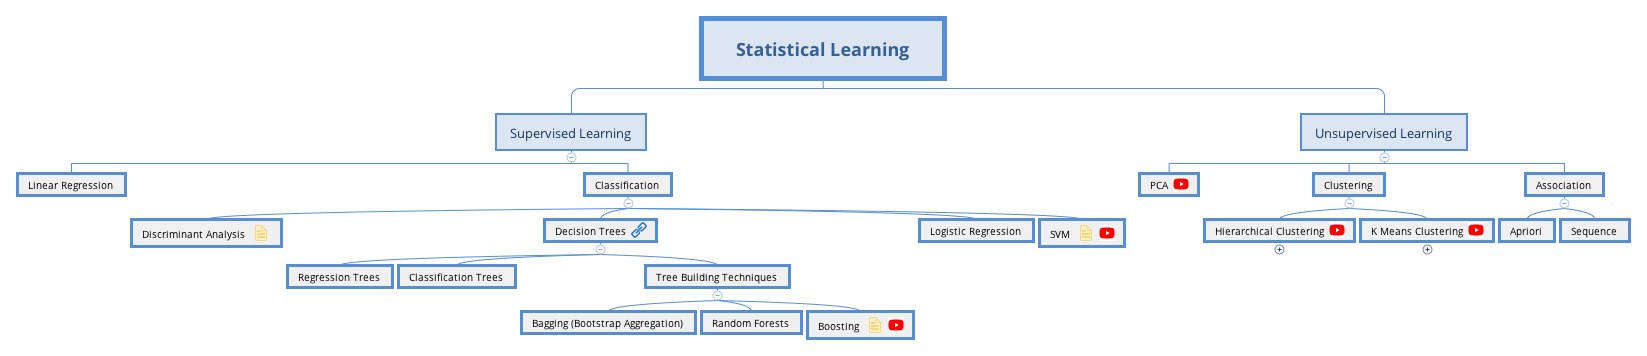 Statistical Learning
Supervised Learning
Unsupervised Learning
Linear Regression
Classification
PCA
Clustering
Association
Discriminant Analysis
Decision Trees
Logistic Regression
SVM
Hierarchical Clustering
K Means Clustering
Apriori
Sequence
Regression Trees
Classification Trees
Tree Building Techniques
Bagging (Bootstrap Aggregation)
Random Forests
Boosting